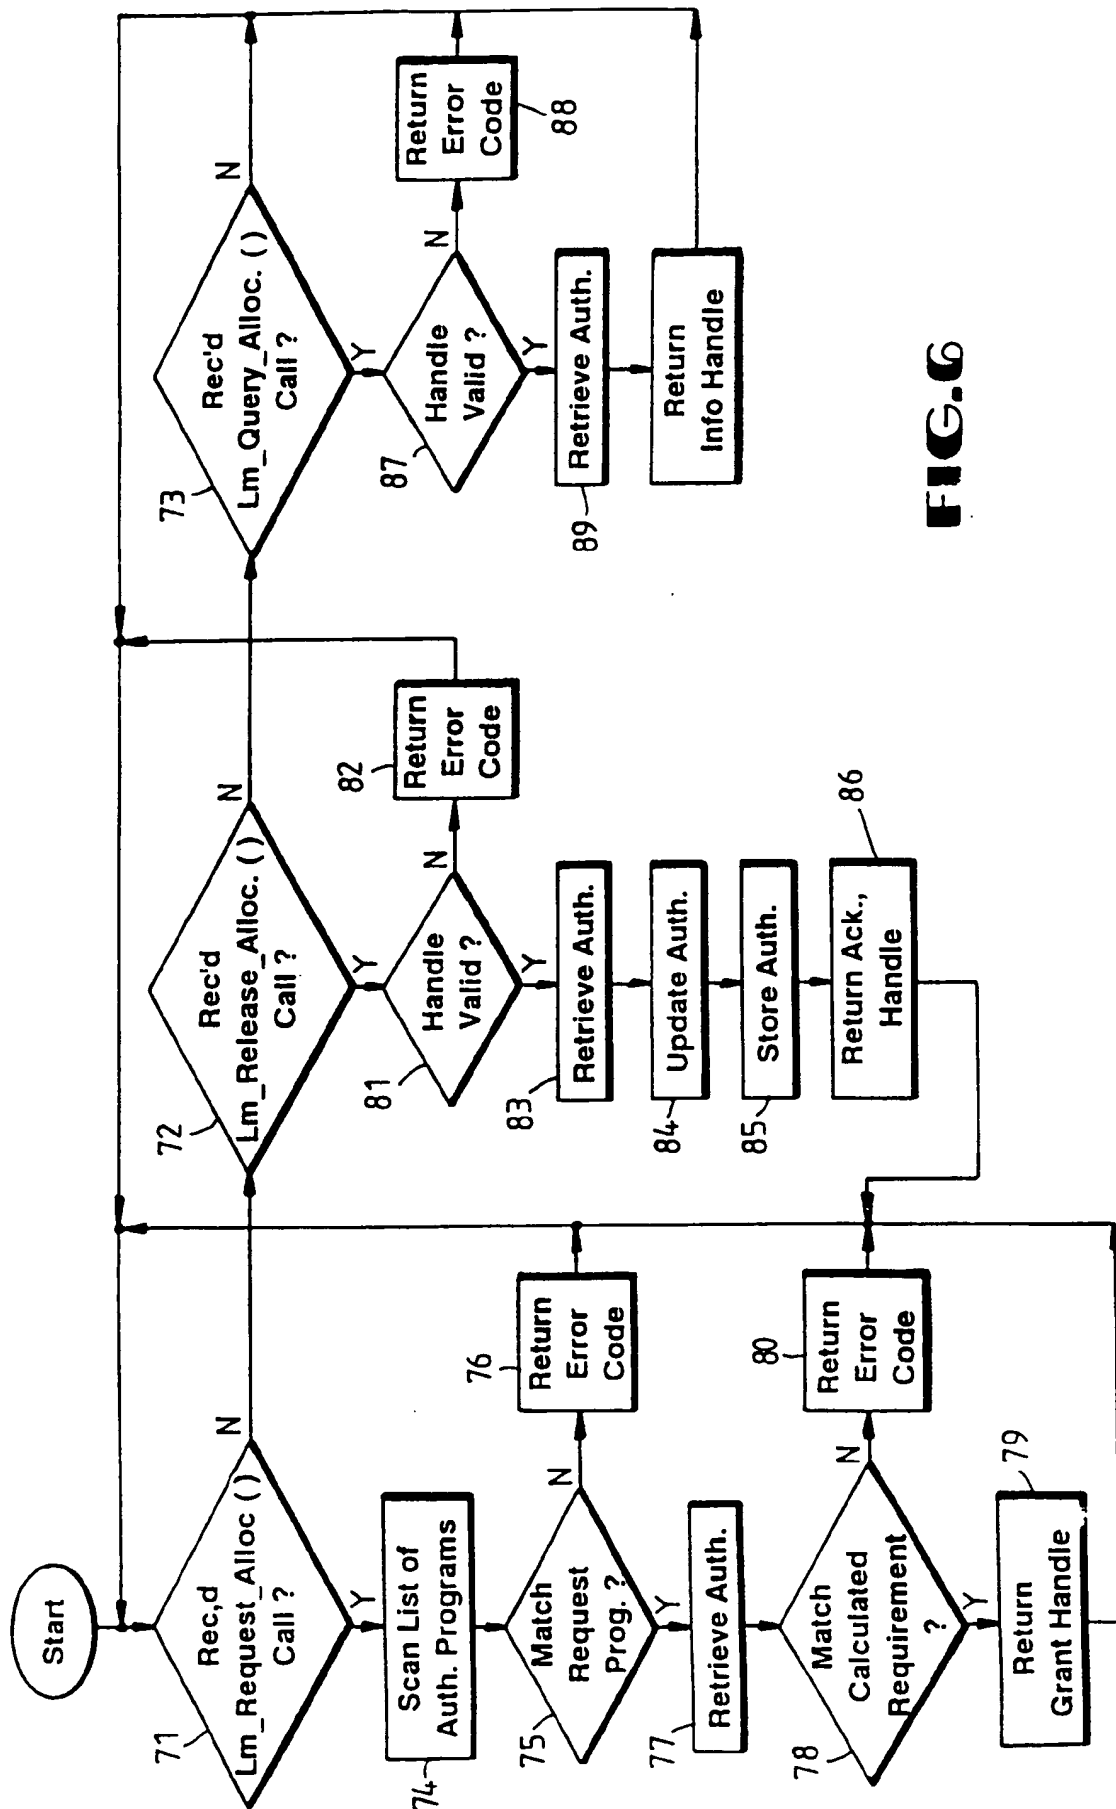 Start
71
Rec,d
Lm_Request_Alloc ( )
Call ?
N
Y
72
Rec'd
Lm_Release_Alloc. ( )
Call ?
N
Y
73
Rec'd
Lm_Query_Alloc. ( )
Call ?
N
Y
74
Scan List of
Auth. Programs
75
Match
Request
Prog. ?
N
Y
76
Return
Error
Code
77
Retrieve Auth.
78
Match
Calculated
Requirement
?
N
Y
80
Return
Error
Code
79
Return
Grant Handle
81
Handle
Valid ?
N
Y
82
Return
Error
Code
83
Retrieve Auth.
84
Update Auth.
85
Store Auth.
86
Return Ack.,
Handle
87
Handle
Valid ?
N
Y
88
Return
Error
Code
89
Retrieve Auth.
Return
Info Handle
FIG.6